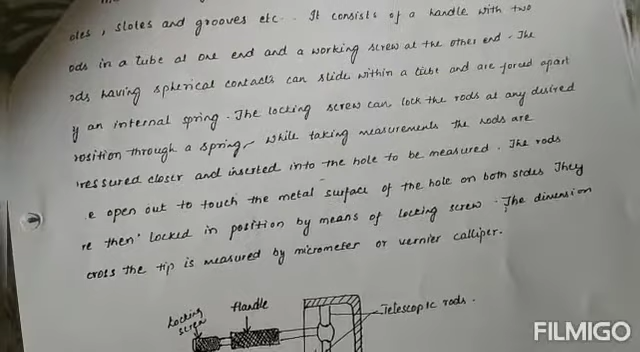 oles, slotes and grooves etc... It consists of a handle with two
ods in a tube at one end and a working screw at the other end. The
ods having spherical contacts can slide within a tube and are forced apart
y an internal spring. The locking screw can lock the rods at any desired
rosition through a spring, while taking measurements the rods are
ressured closer and inserted into the hole to be measured. The rods
e open out to touch the metal surface of the hole on both sides They
re then locked in position by means of locking screw. The dimension
cross the tip is measured by micrometer or vernier calliper.
Handle
Locking
screw
Telescopic rods.
FILMIGO